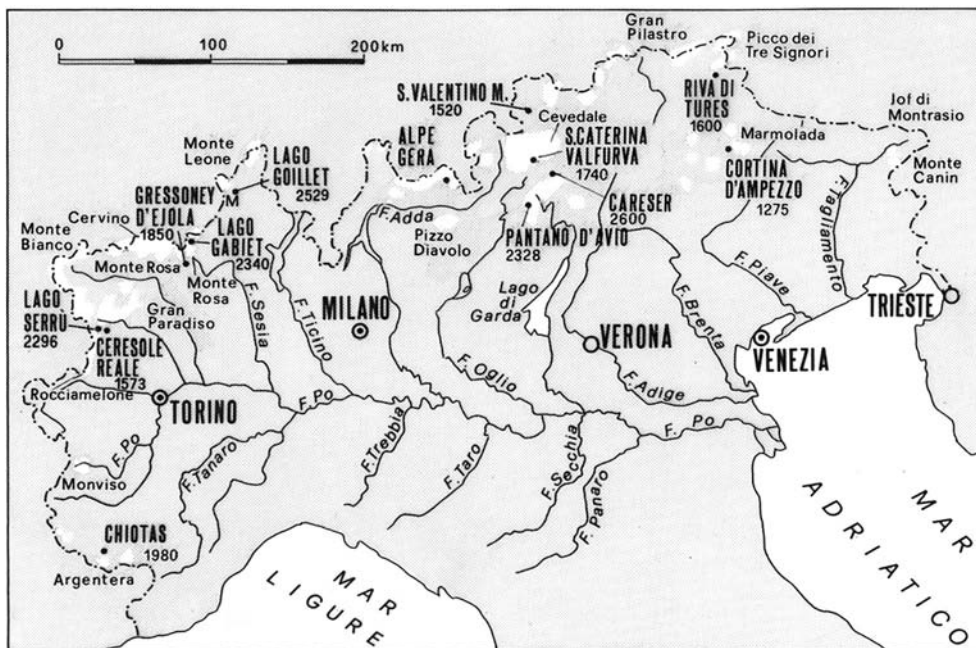 0 100 200 km
Gran
Pilastro
Picco dei
Tre Signori
S. VALENTINO M.
1520
Cevedale
RIVA DI
TURES
1600
Jof di
Montrasio
Monte
Leone
LAGO
GOILLET
2529
ALPE
GERA
S. CATERINA
VALFURVA
1740
Marmolada
CORTINA
D'AMPEZZO
1275
Monte
Canin
GRESSONEY
D'EJOLA
1850
M
LAGO
GABIET
2340
F. Adda
Pizzo
Diavolo
CARESER
2600
PANTANO D'AVIO
2328
F. Tagliamento
Cervino
Monte
Bianco
Monte Rosa
Monte
Rosa
F. Sesia
F. Ticino
MILANO
Lago
di
Garda
F. Piave
F. Brenta
TRIESTE
LAGO
SERRÙ
2296
Gran
Paradiso
CERESOLE
REALE
1573
VERONA
VENEZIA
Rocciamelone
TORINO
F. Po
F. Oglio
F. Adige
F. Po
F. Po
F. Tanaro
F. Trebbia
F. Taro
F. Secchia
F. Panaro
Monviso
CHIOTAS
1980
Argentera
MAR
LIGURE
MAR
ADRIATICO